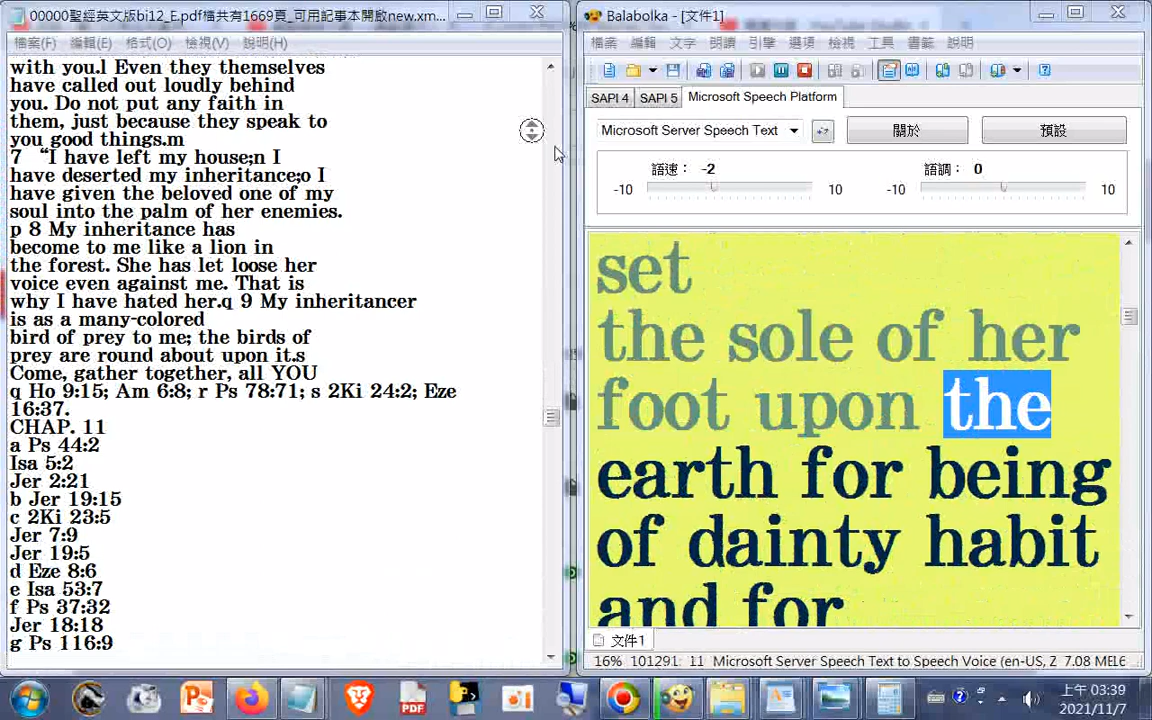 00000聖經英文版bi12_E.pdf檔共有1669頁_可用記事本開啟new.xm...
檔案(F) 編輯(E) 格式(O) 檢視(V) 說明(H)
with you.l Even they themselves
have called out loudly behind
you. Do not put any faith in
them, just because they speak to
you good things.m
7 “I have left my house;n I
have deserted my inheritance;o I
have given the beloved one of my
soul into the palm of her enemies.
p 8 My inheritance has
become to me like a lion in
the forest. She has let loose her
voice even against me. That is
why I have hated her.q 9 My inheritancer
is as a many-colored
bird of prey to me; the birds of
prey are round about upon it.s
Come, gather together, all YOU
q Ho 9:15; Am 6:8; r Ps 78:71; s 2Ki 24:2; Eze
16:37.
CHAP. 11
a Ps 44:2
Isa 5:2
Jer 2:21
b Jer 19:15
c 2Ki 23:5
Jer 7:9
Jer 19:5
d Eze 8:6
e Isa 53:7
f Ps 37:32
Jer 18:18
g Ps 116:9
Balabolka - [文件1]
檔案 編輯 文字 朗讀 引擎 選項 檢視 工具 書籤 說明
SAPI 4 SAPI 5 Microsoft Speech Platform
Microsoft Server Speech Text 關於 預設
語速： -2 語調： 0
-10 10 -10 10
set
the sole of her
foot upon the
earth for being
of dainty habit
and for
文件1
16% 101291: 11 Microsoft Server Speech Text to Speech Voice (en-US, Z 7.08 MEL6
PDF
上午 03:39
2021/11/7